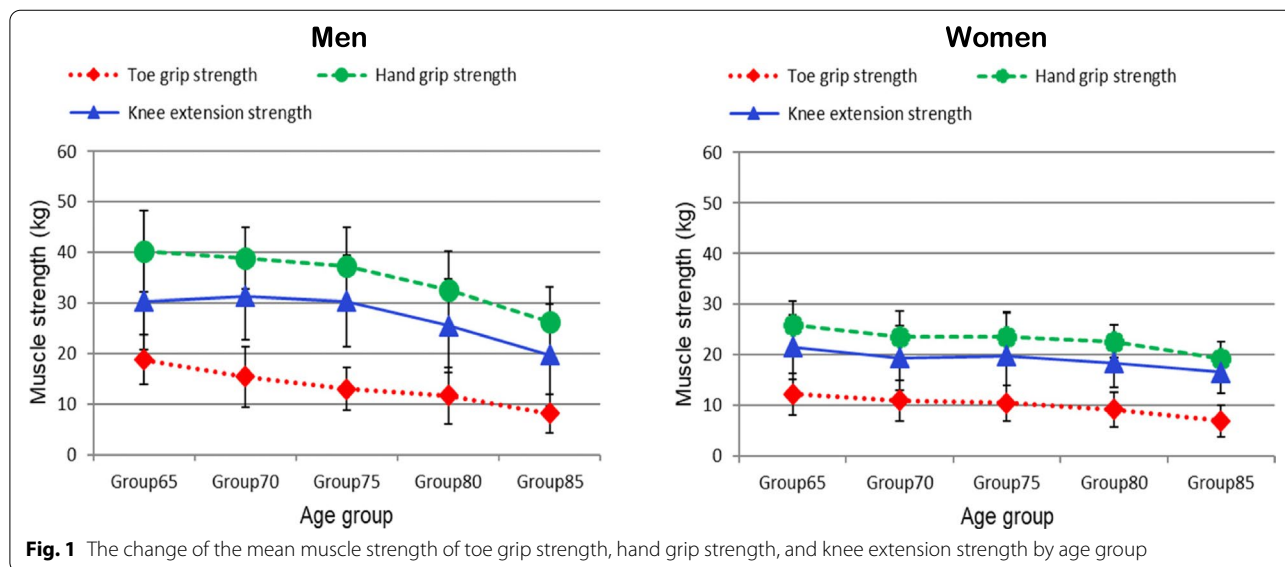 Men
Toe grip strength
Hand grip strength
Knee extension strength
60
50
40
30
20
10
0
Muscle strength (kg)
Group65 Group70 Group75 Group80 Group85
Age group
Women
Toe grip strength
Hand grip strength
Knee extension strength
60
50
40
30
20
10
0
Muscle strength (kg)
Group65 Group70 Group75 Group80 Group85
Age group
Fig. 1 The change of the mean muscle strength of toe grip strength, hand grip strength, and knee extension strength by age group